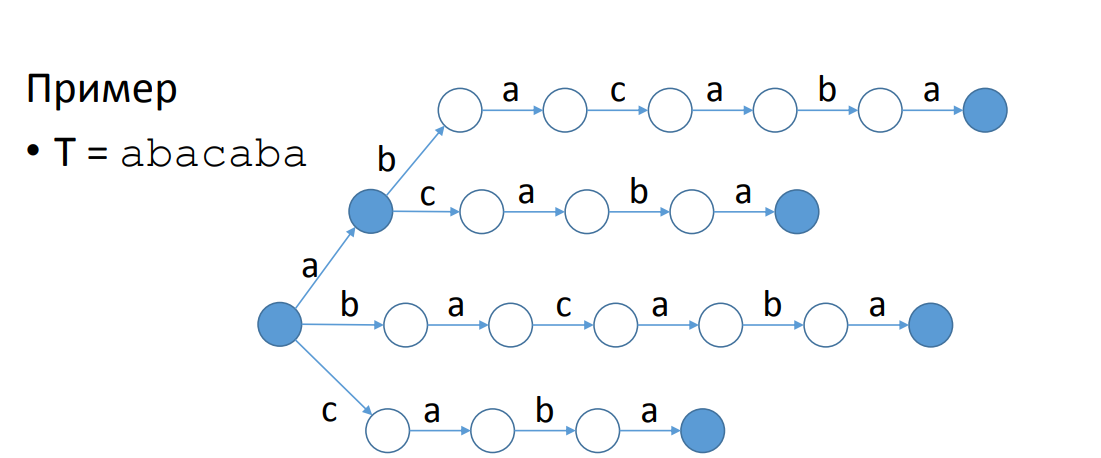 Пример
• T = abacaba
a c a b a
b
c a b a
a
b a c a b a
c a b a